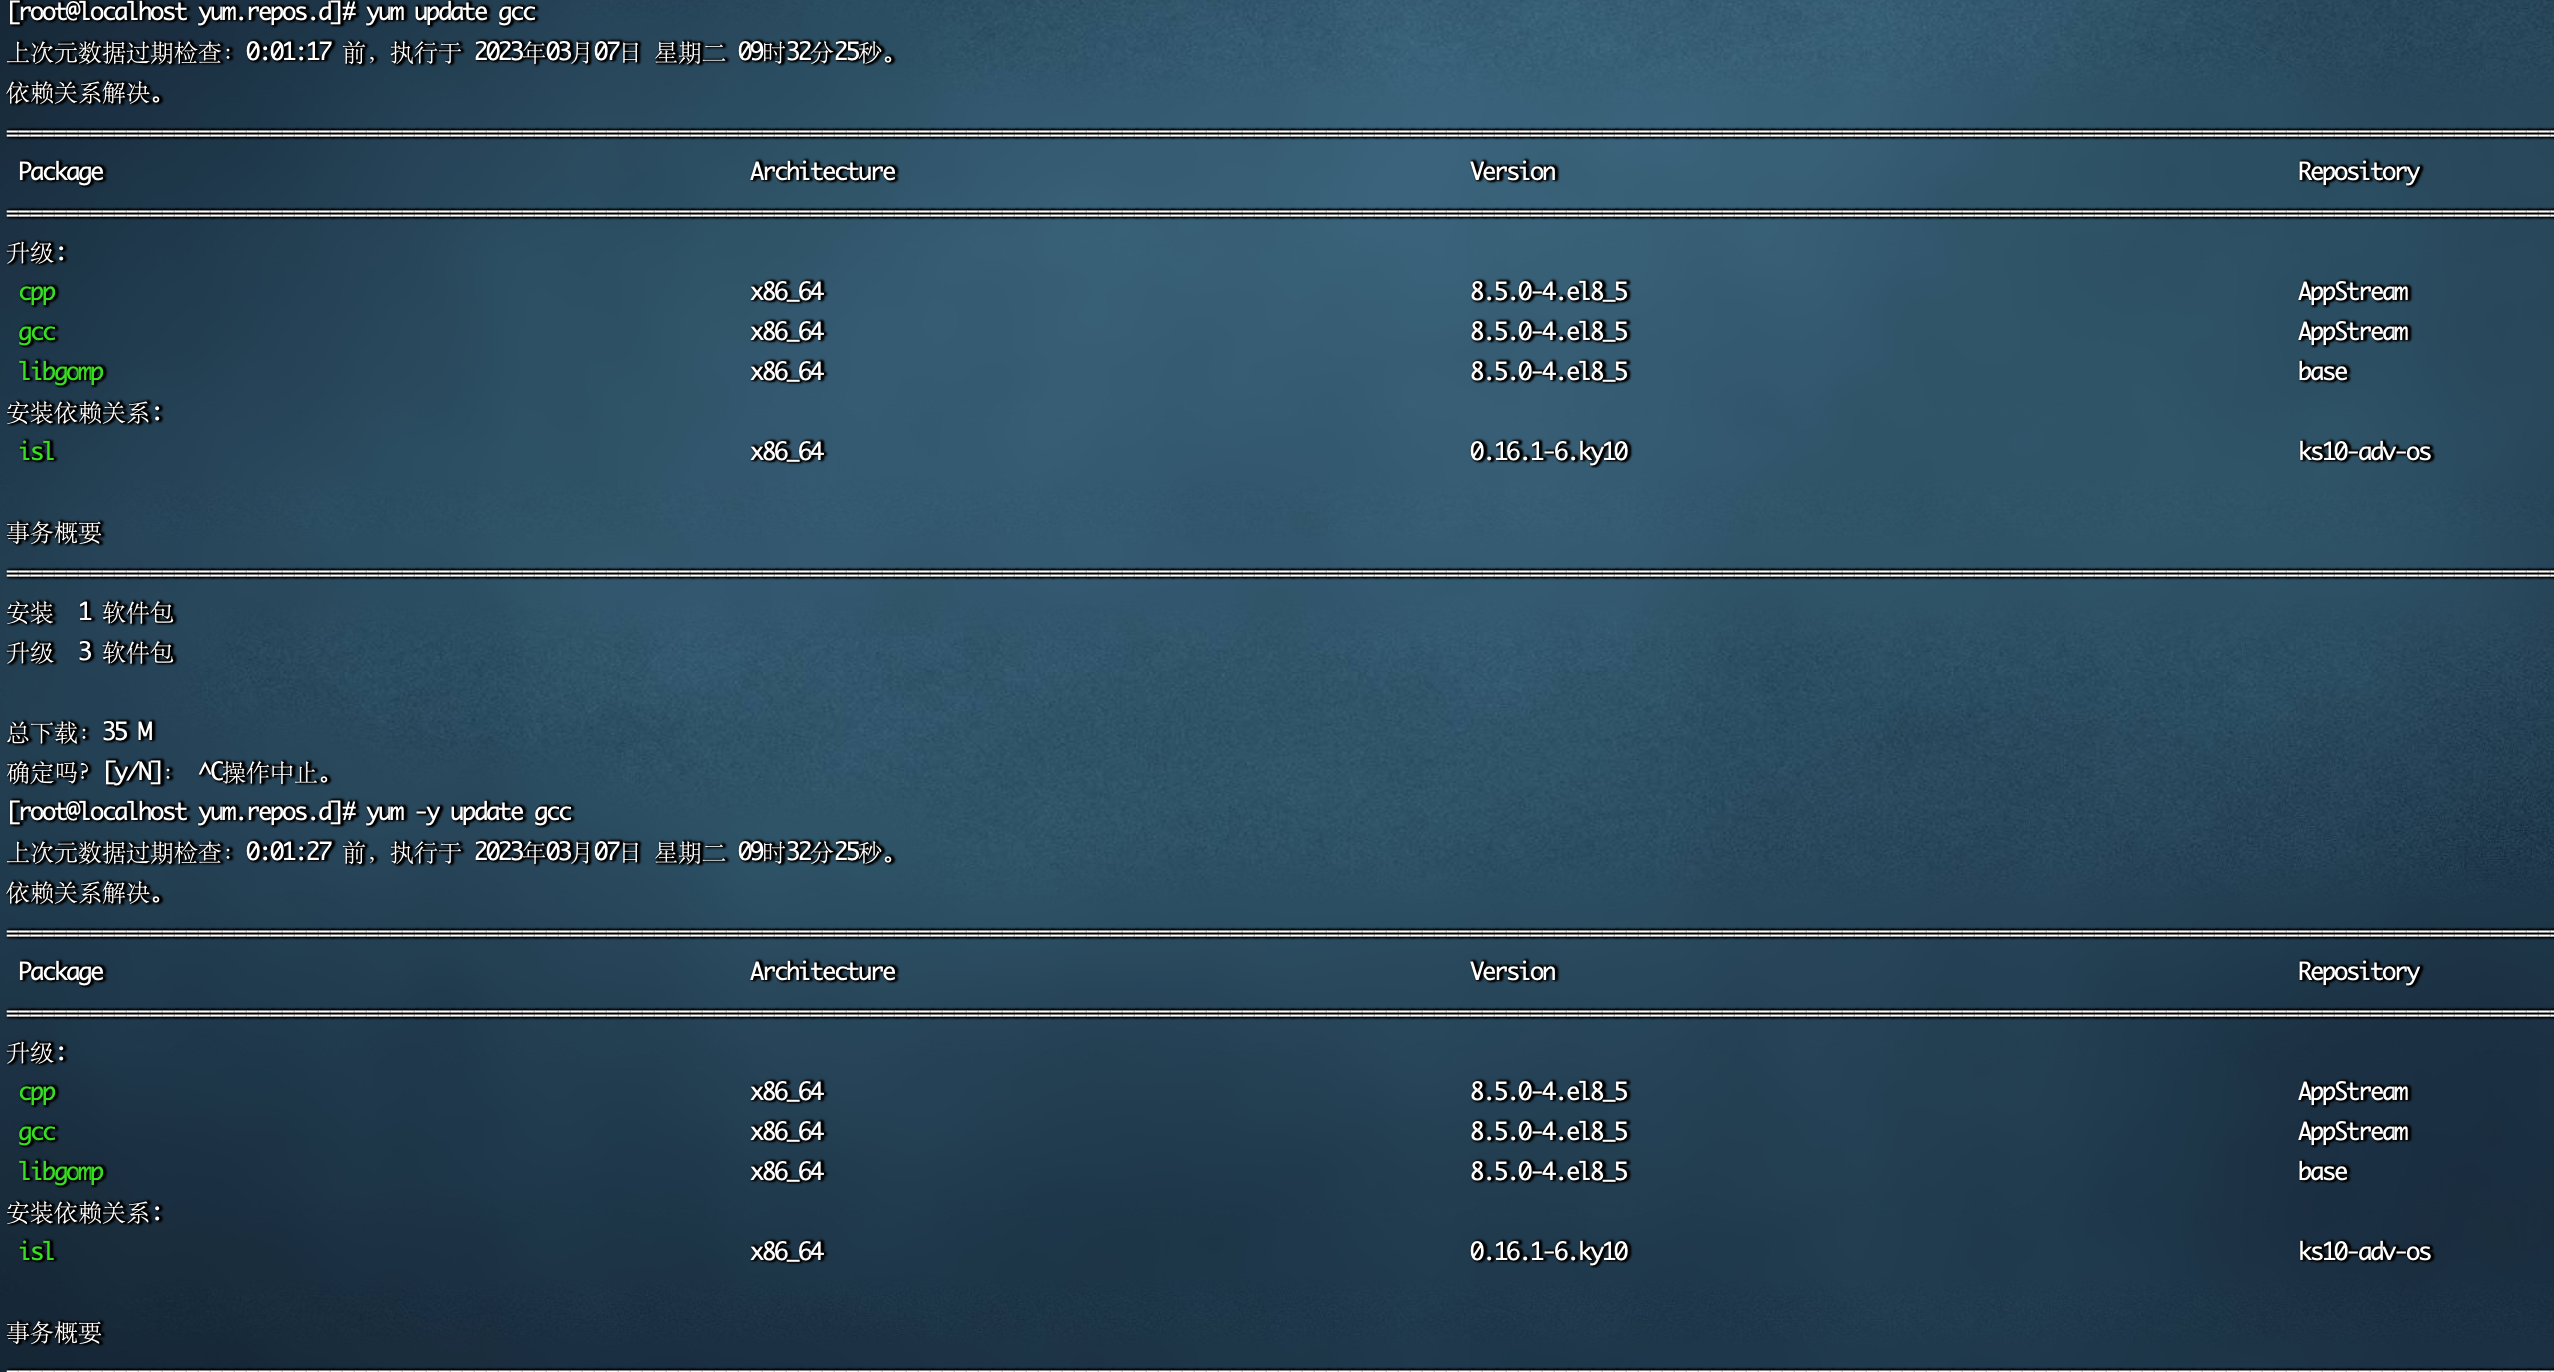 [root@localhost yum.repos.d]# yum update gcc
上次元数据过期检查：0:01:17 前，执行于 2023年03月07日 星期二 09时32分25秒。
依赖关系解决。
Package Architecture Version Repository
升级:
cpp x86_64 8.5.0-4.el8_5 AppStream
gcc x86_64 8.5.0-4.el8_5 AppStream
libgomp x86_64 8.5.0-4.el8_5 base
安装依赖关系:
isl x86_64 0.16.1-6.ky10 ks10-adv-os
事务概要
安装  1 软件包
升级  3 软件包
总下载：35 M
确定吗？[y/N]： ^C操作中止。
[root@localhost yum.repos.d]# yum -y update gcc
上次元数据过期检查：0:01:27 前，执行于 2023年03月07日 星期二 09时32分25秒。
依赖关系解决。
Package Architecture Version Repository
升级:
cpp x86_64 8.5.0-4.el8_5 AppStream
gcc x86_64 8.5.0-4.el8_5 AppStream
libgomp x86_64 8.5.0-4.el8_5 base
安装依赖关系:
isl x86_64 0.16.1-6.ky10 ks10-adv-os
事务概要